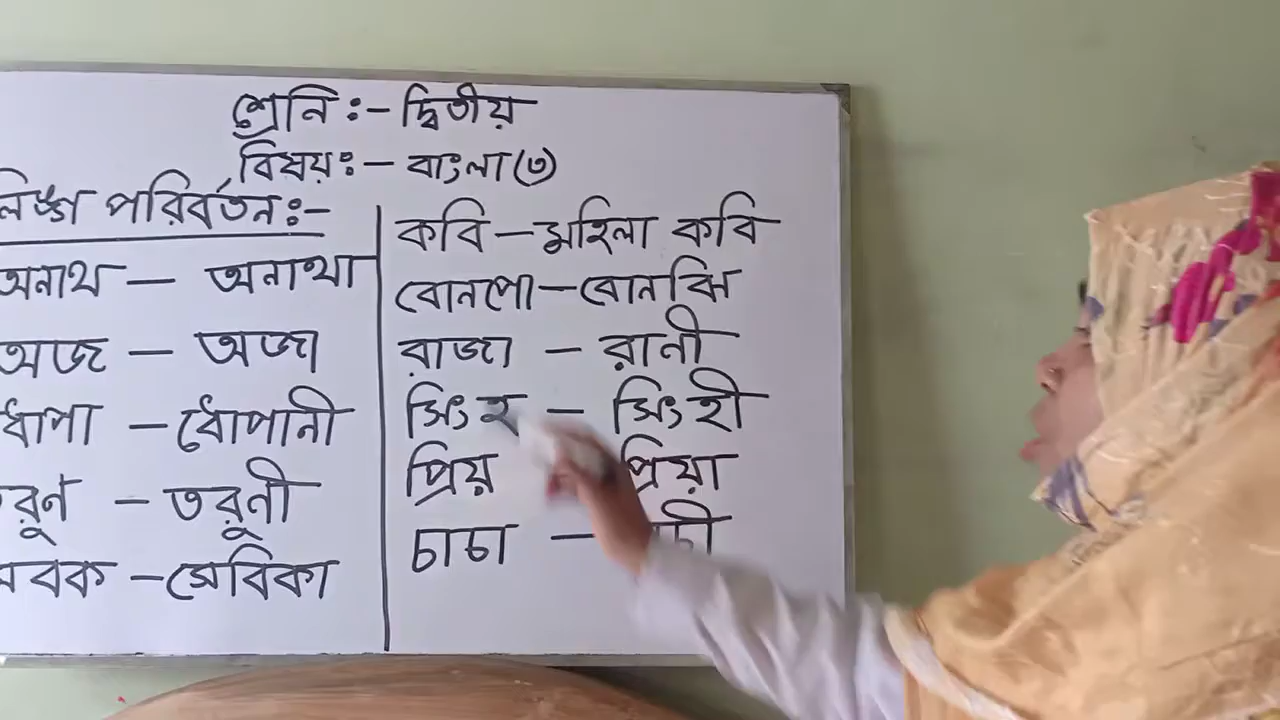 শ্রেনি :- দ্বিতীয়
বিষয়ঃ- বাংলা (৩)
লিঙ্গ পরিবর্তনঃ-
অনাথ — অনাথা
অজ — অজা
ধোপা — ধোপানী
তরুণ - তরুণী
সেবক - সেবিকা
কবি - মহিলা কবি
বোনপো - বোনঝি
রাজা - রানী
সিংহ - সিংহী
প্রিয় প্রিয়া
চাচা - চাচী